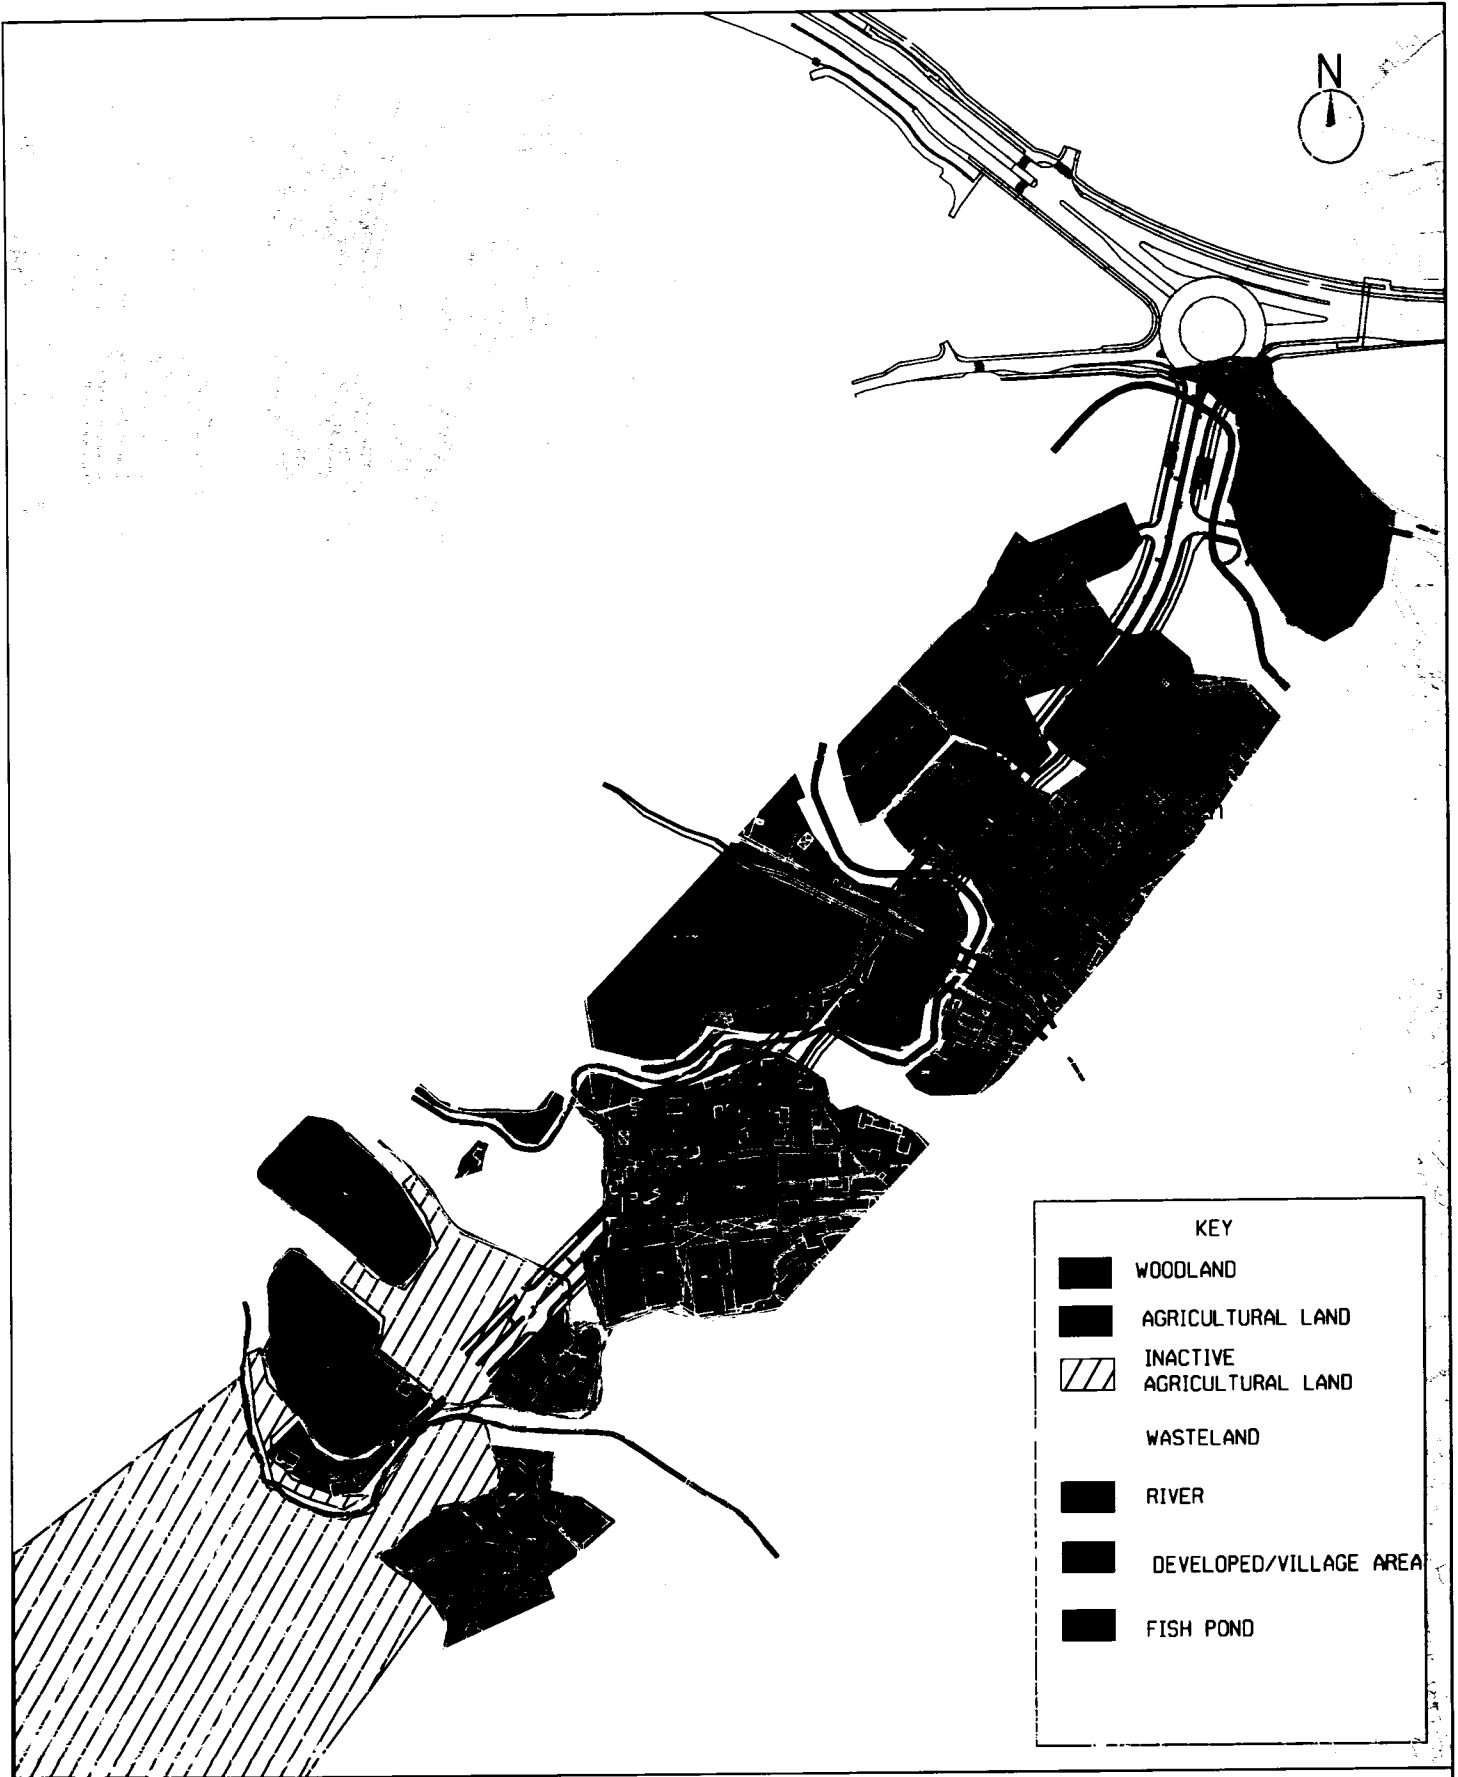 N
KEY
WOODLAND
AGRICULTURAL LAND
INACTIVE
AGRICULTURAL LAND
WASTELAND
RIVER
DEVELOPED/VILLAGE AREA
FISH POND